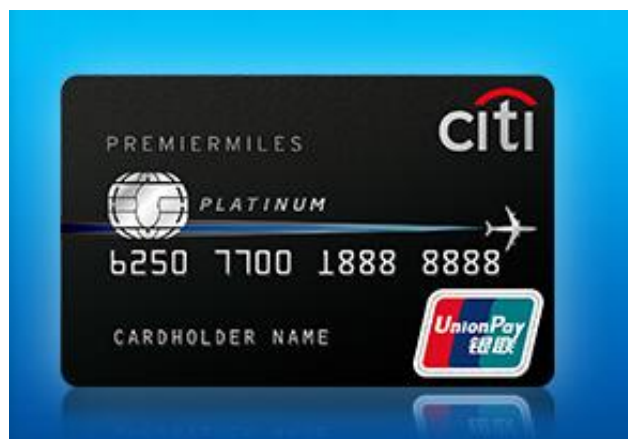 citi
PREMIERMILES
PLATINUM
6250 7700 1888 8888
CARDHOLDER NAME
UnionPay
银联